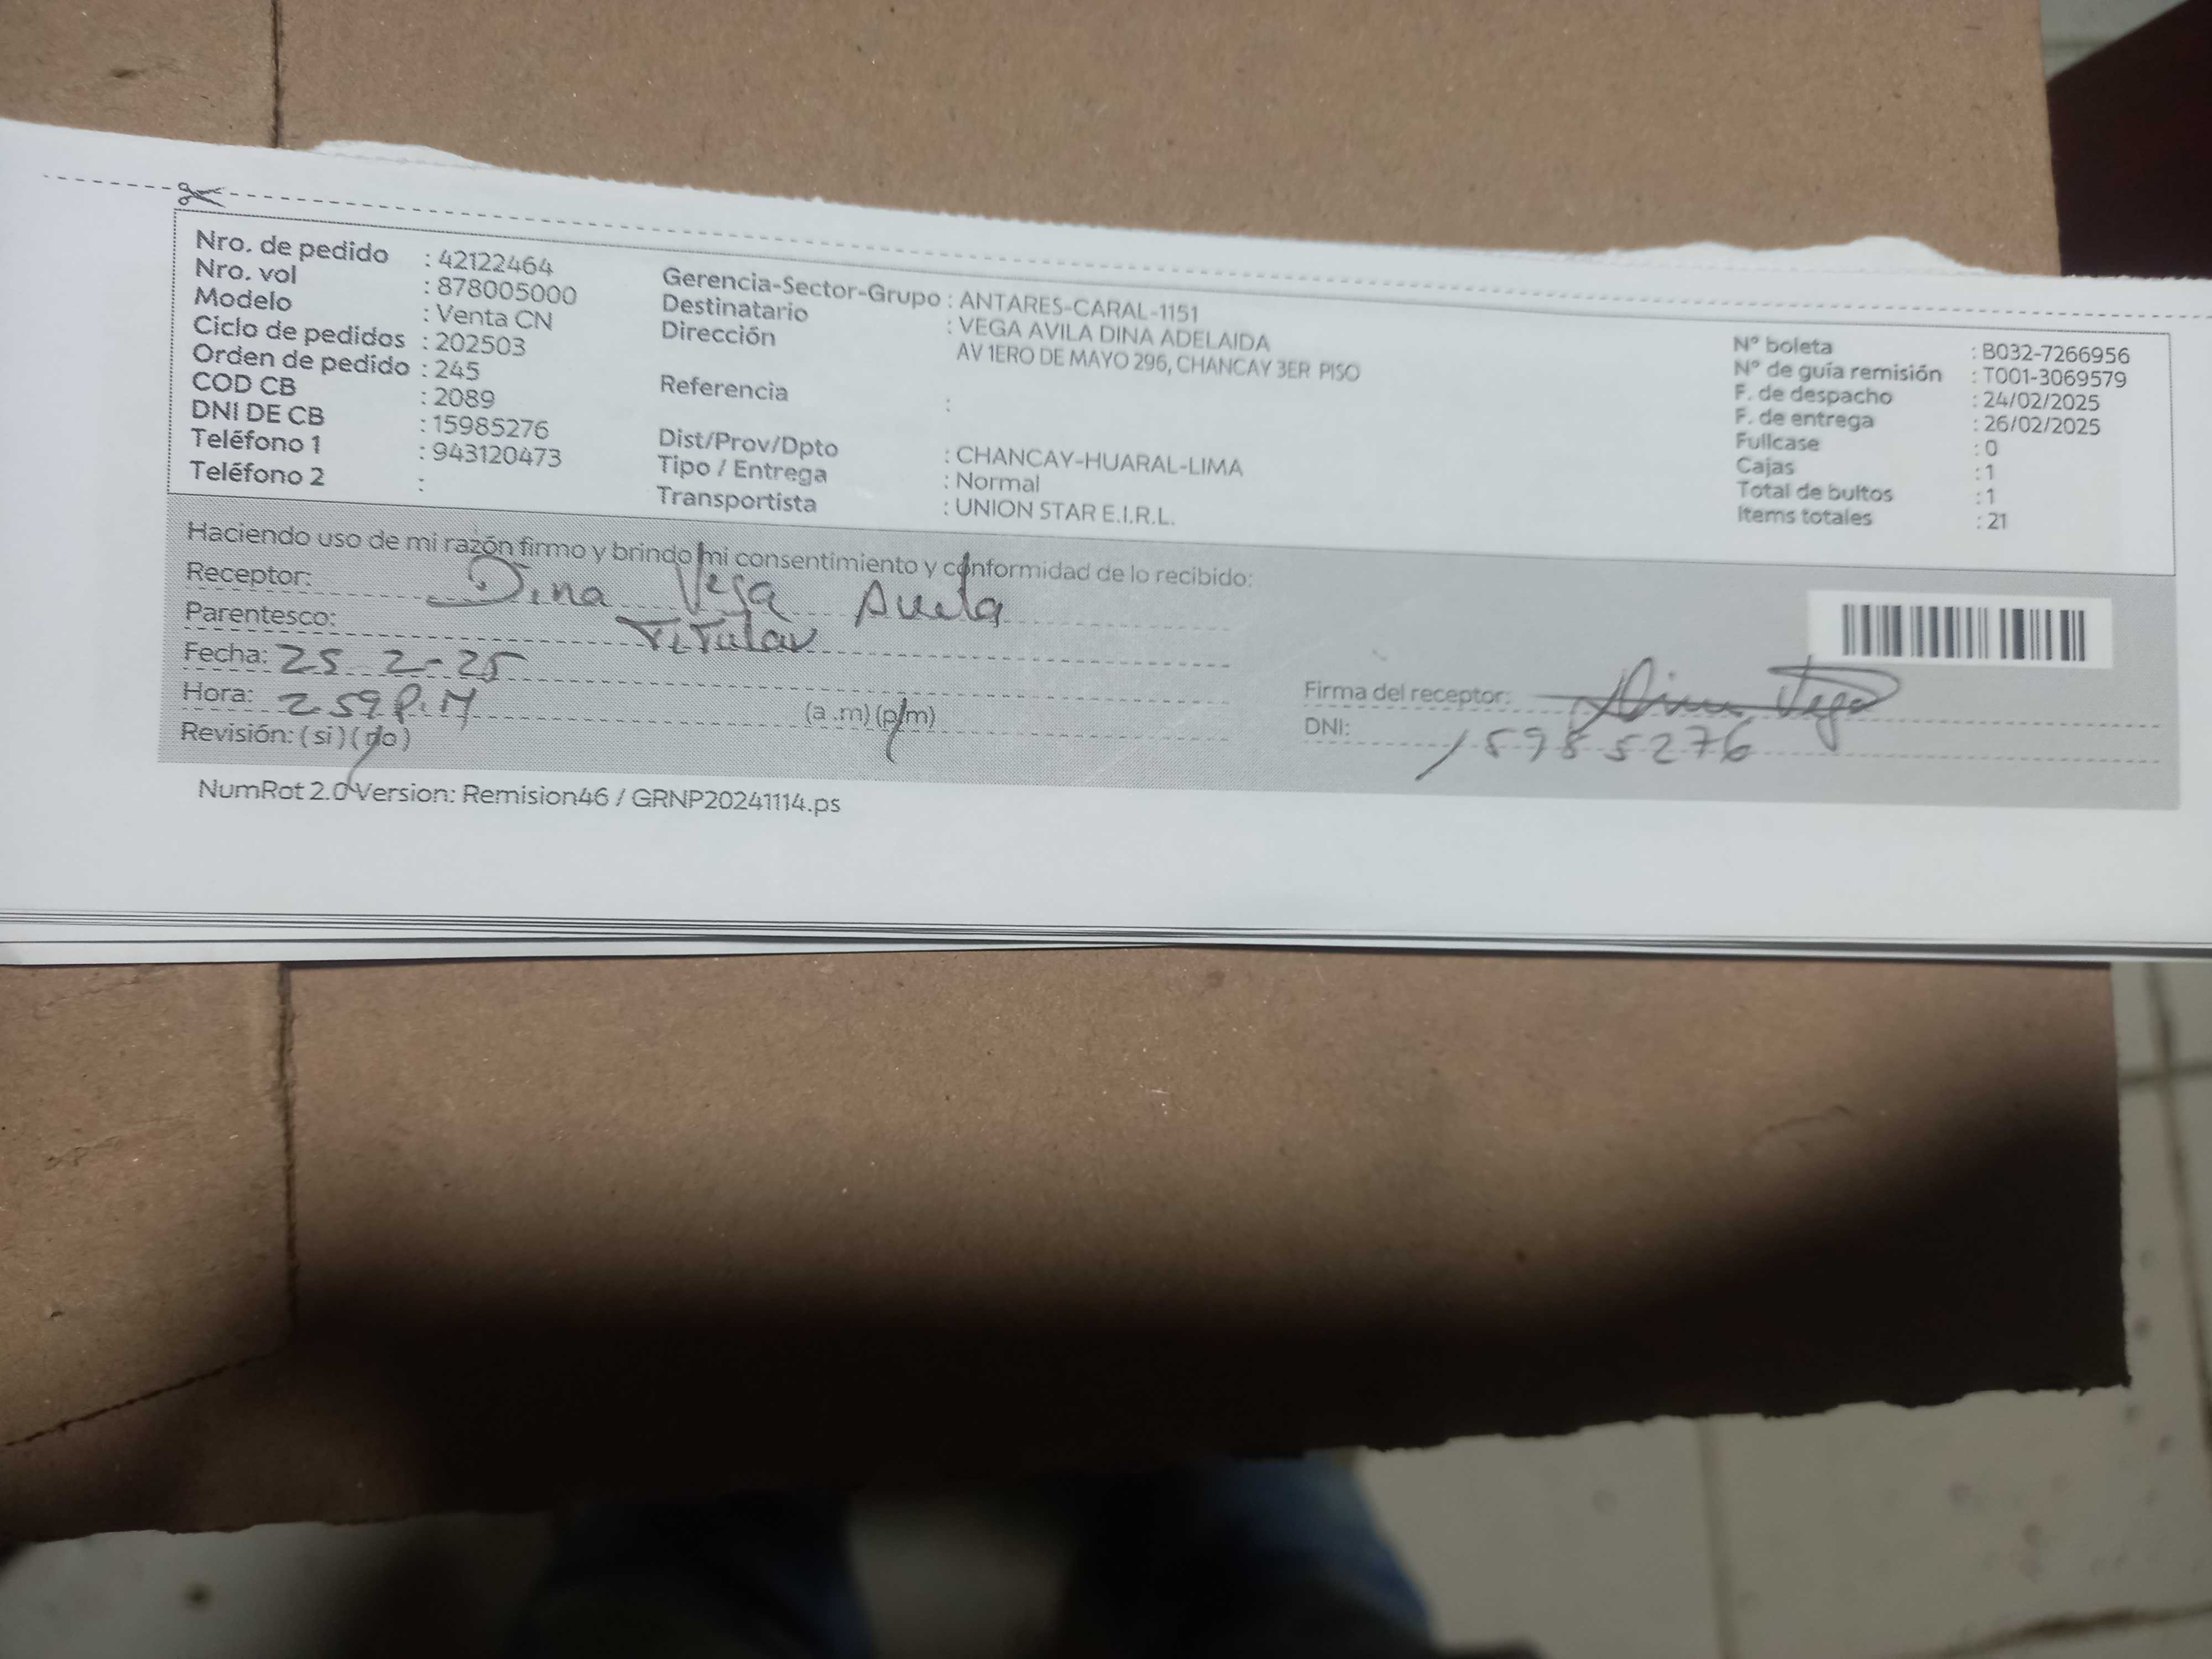 Nro. de pedido : 42122464
Nro. vol : 878005000
Modelo : Venta CN
Ciclo de pedidos : 202503
Orden de pedido : 245
COD CB : 2089
DNI DE CB : 15985276
Teléfono 1 : 943120473
Teléfono 2 :
Gerencia-Sector-Grupo : ANTARES-CARAL-1151
Destinatario : VEGA AVILA DINA ADELAIDA
Dirección AV 1ERO DE MAYO 296, CHANCAY 3ER PISO
Referencia :
Dist/Prov/Dpto : CHANCAY-HUARAL-LIMA
Tipo / Entrega : Normal
Transportista : UNION STAR E.I.R.L.
N° boleta : B032-7266956
N° de guía remisión : T001-3069579
F. de despacho : 24/02/2025
F. de entrega : 26/02/2025
Fullcase : 0
Cajas : 1
Total de bultos : 1
Items totales : 21
Haciendo uso de mi razón firmo y brindo mi consentimiento y conformidad de lo recibido:
Receptor: Dina Vega Avila
Parentesco: Titular
Fecha: 25-2-25
Hora: 2 59 P.M (a .m) (p/m)
Revisión: (si) (no)
Firma del receptor: Dina Vega
DNI: 15985276
NumRot 2.0 Version: Remision46 / GRNP20241114.ps